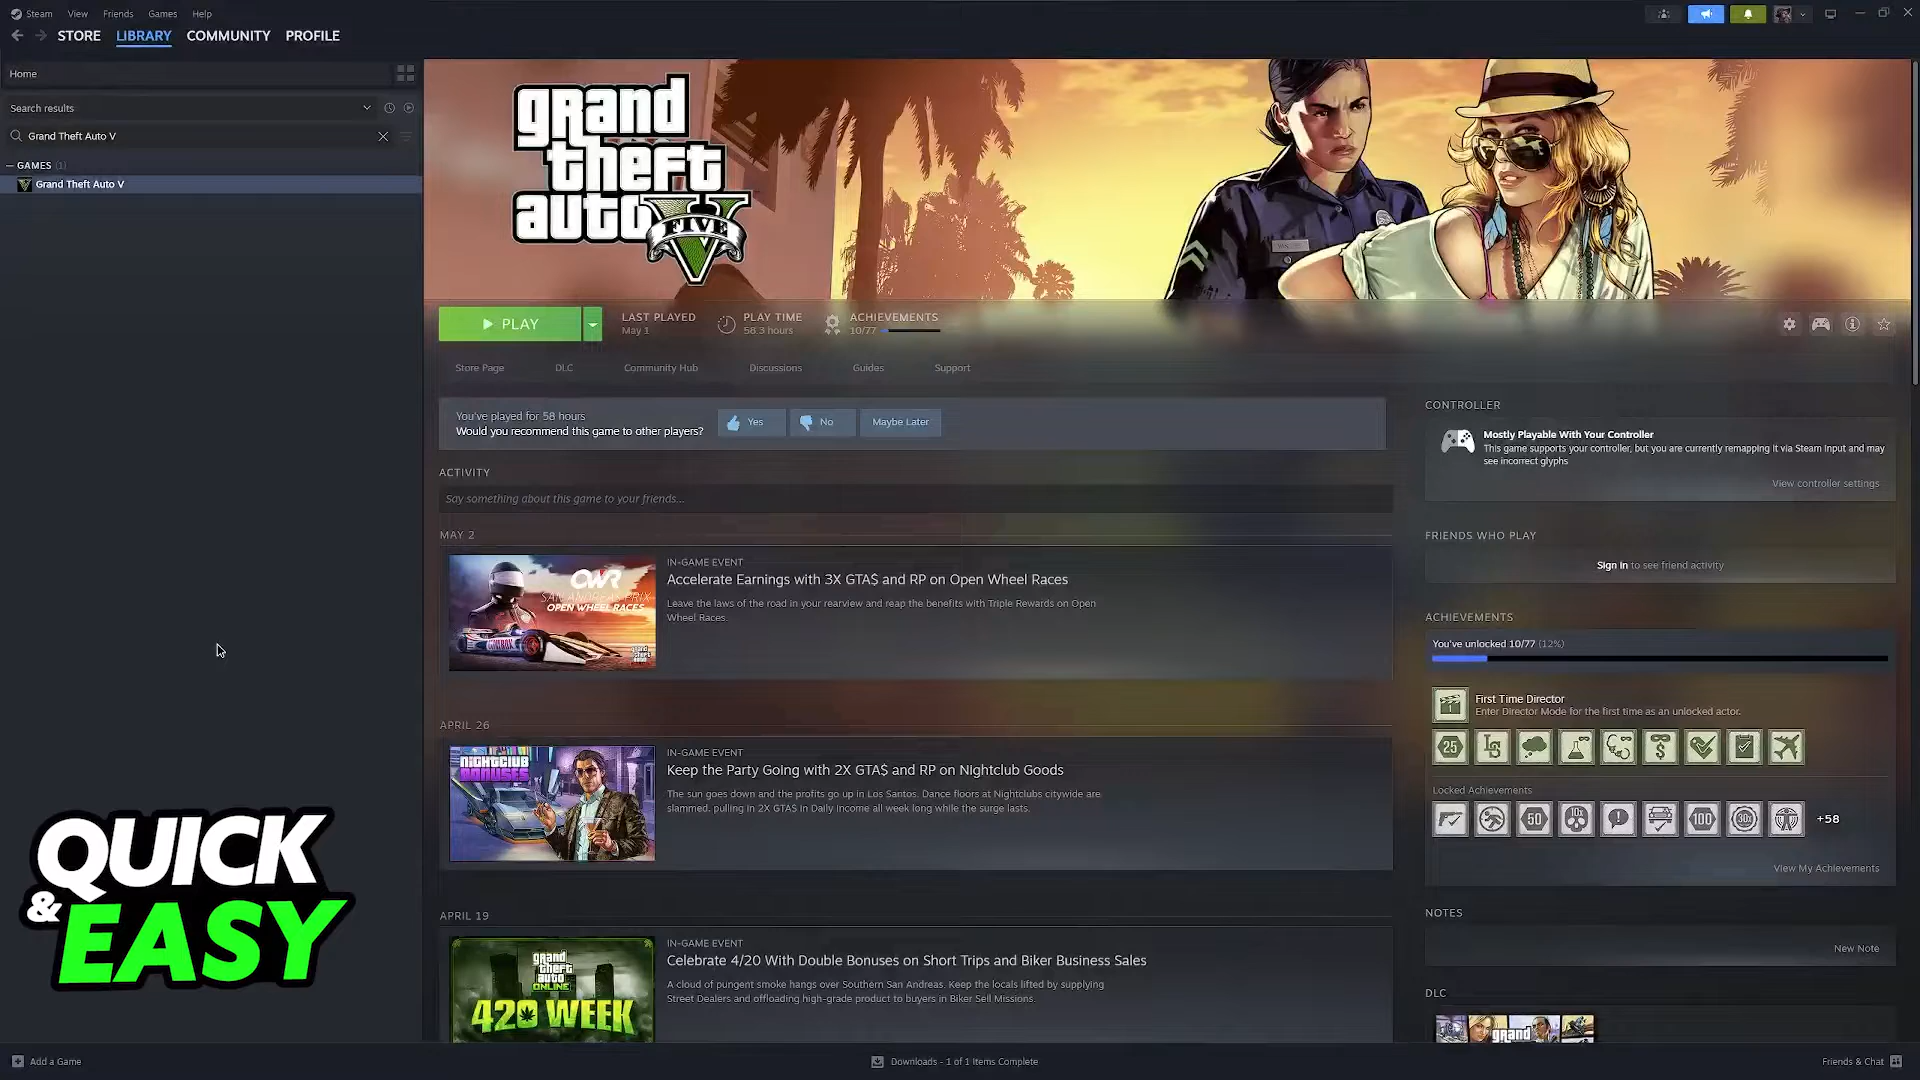 Steam View Friends Games Help
STORE LIBRARY COMMUNITY PROFILE
Home
Search results
Grand Theft Auto V
GAMES (1)
Grand Theft Auto V
grand
theft
auto
FIVE
PLAY
LAST PLAYED
May 1
PLAY TIME
58.3 hours
ACHIEVEMENTS
10/77
Store Page DLC Community Hub Discussions Guides Support
You've played for 58 hours
Would you recommend this game to other players?
Yes No Maybe Later
ACTIVITY
Say something about this game to your friends...
MAY 2
OWR
SAN ANDREAS PRIX
OPEN WHEEL RACES
IN-GAME EVENT
Accelerate Earnings with 3X GTA$ and RP on Open Wheel Races
Leave the laws of the road in your rearview and reap the benefits with Triple Rewards on Open
Wheel Races.
APRIL 26
NIGHTCLUB
BONUSES
IN-GAME EVENT
Keep the Party Going with 2X GTA$ and RP on Nightclub Goods
The sun goes down and the profits go up in Los Santos. Dance floors at Nightclubs citywide are
slammed, pulling in 2X GTA$ in Daily Income all week long while the surge lasts.
APRIL 19
grand
theft
auto
ONLINE
420 WEEK
IN-GAME EVENT
Celebrate 4/20 With Double Bonuses on Short Trips and Biker Business Sales
A cloud of pungent smoke hangs over Southern San Andreas. Keep the locals lifted by supplying
Street Dealers and offloading high-grade product to buyers in Biker Sell Missions.
CONTROLLER
Mostly Playable With Your Controller
This game supports your controller, but you are currently remapping it via Steam Input and may
see incorrect glyphs
View controller settings
FRIENDS WHO PLAY
Sign in to see friend activity
ACHIEVEMENTS
You've unlocked 10/77 (12%)
First Time Director
Enter Director Mode for the first time as an unlocked actor.
25 LS $
Locked Achievements
50 10x 100 30x +58
View My Achievements
NOTES
New Note
DLC
grand
QUICK
& EASY
Add a Game
Downloads - 1 of 1 Items Complete
Friends & Chat